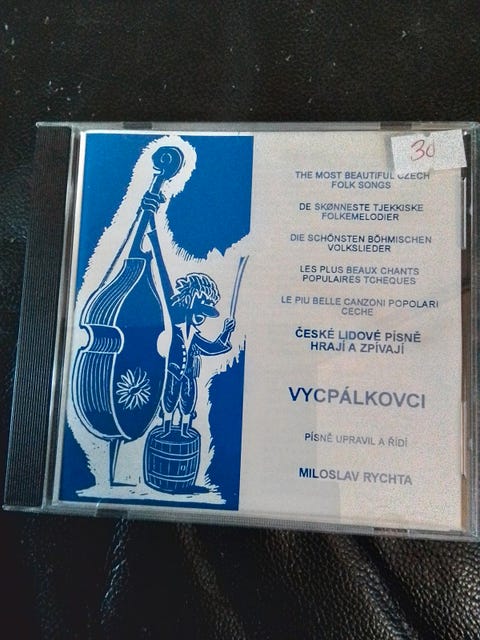 30
THE MOST BEAUTIFUL CZECH
FOLK SONGS
DE SKØNNESTE TJEKKISKE
FOLKEMELODIER
DIE SCHÖNSTEN BÖHMISCHEN
VOLKSLIEDER
LES PLUS BEAUX CHANTS
POPULAIRES TCHEQUES
LE PIU BELLE CANZONI POPOLARI
CECHE
ČESKÉ LIDOVÉ PÍSNĚ
HRAJÍ A ZPÍVAJÍ
VYCPÁLKOVCI
PÍSNĚ UPRAVIL A ŘÍDÍ
MILOSLAV RYCHTA